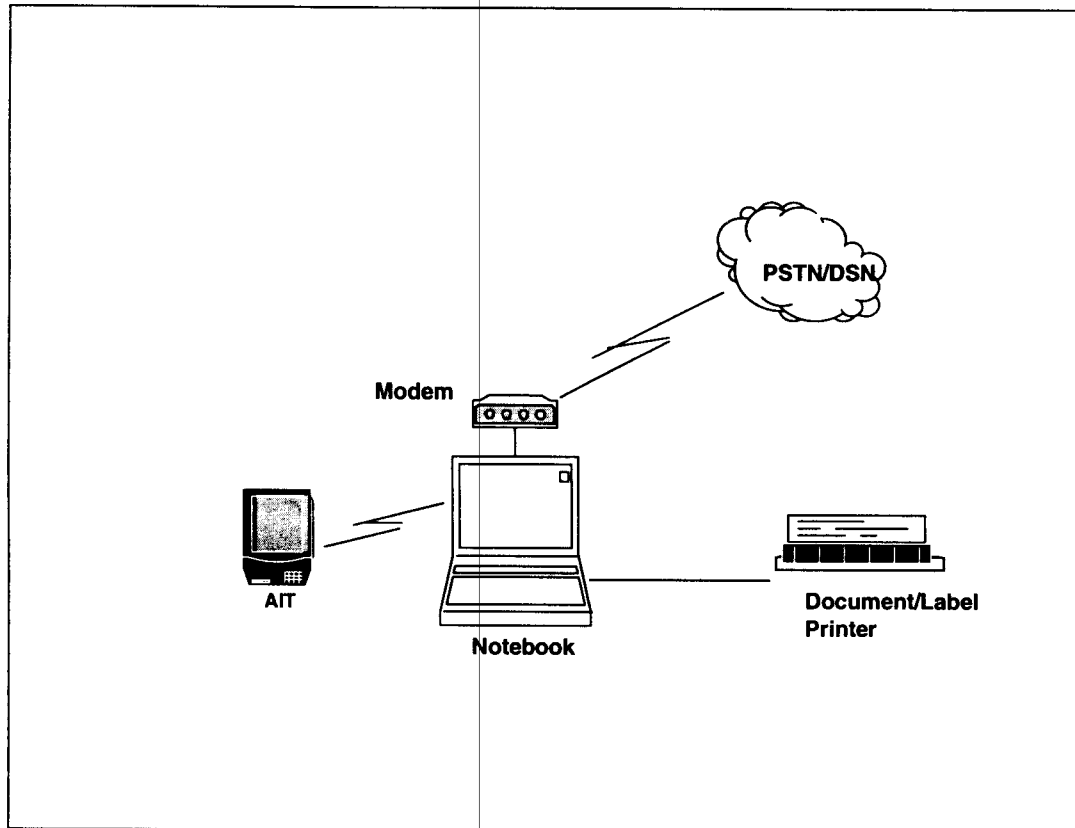 PSTN/DSN
Modem
AIT
Notebook
Document/Label
Printer